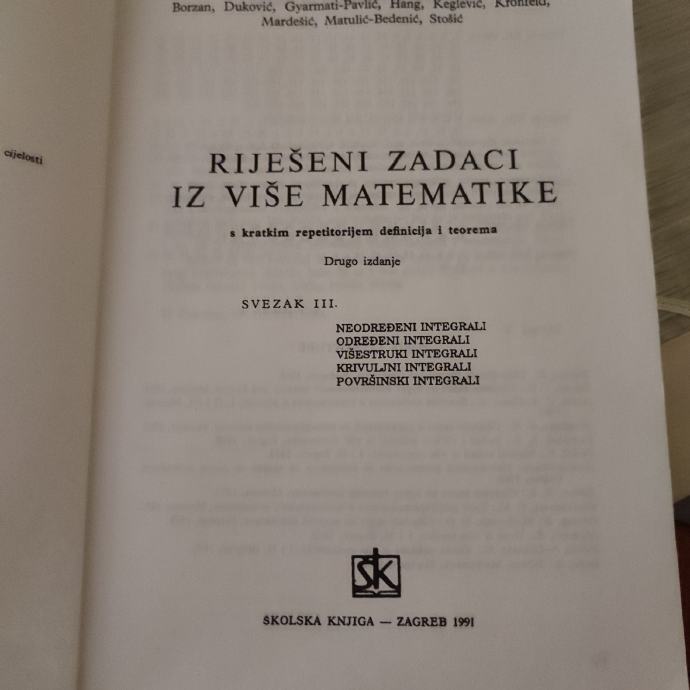 Borzan, Duković, Gyarmati-Pavlić, Hang, Keglević, Kronfeld,
Mardešić, Matulić-Bedenić, Stošić
cijelosti
RIJEŠENI ZADACI
IZ VIŠE MATEMATIKE
s kratkim repetitorijem definicija i teorema
Drugo izdanje
SVEZAK III.
NEODREĐENI INTEGRALI
ODREĐENI INTEGRALI
VIŠESTRUKI INTEGRALI
KRIVULJNI INTEGRALI
POVRŠINSKI INTEGRALI
ŠK
ŠKOLSKA KNJIGA — ZAGREB 1991